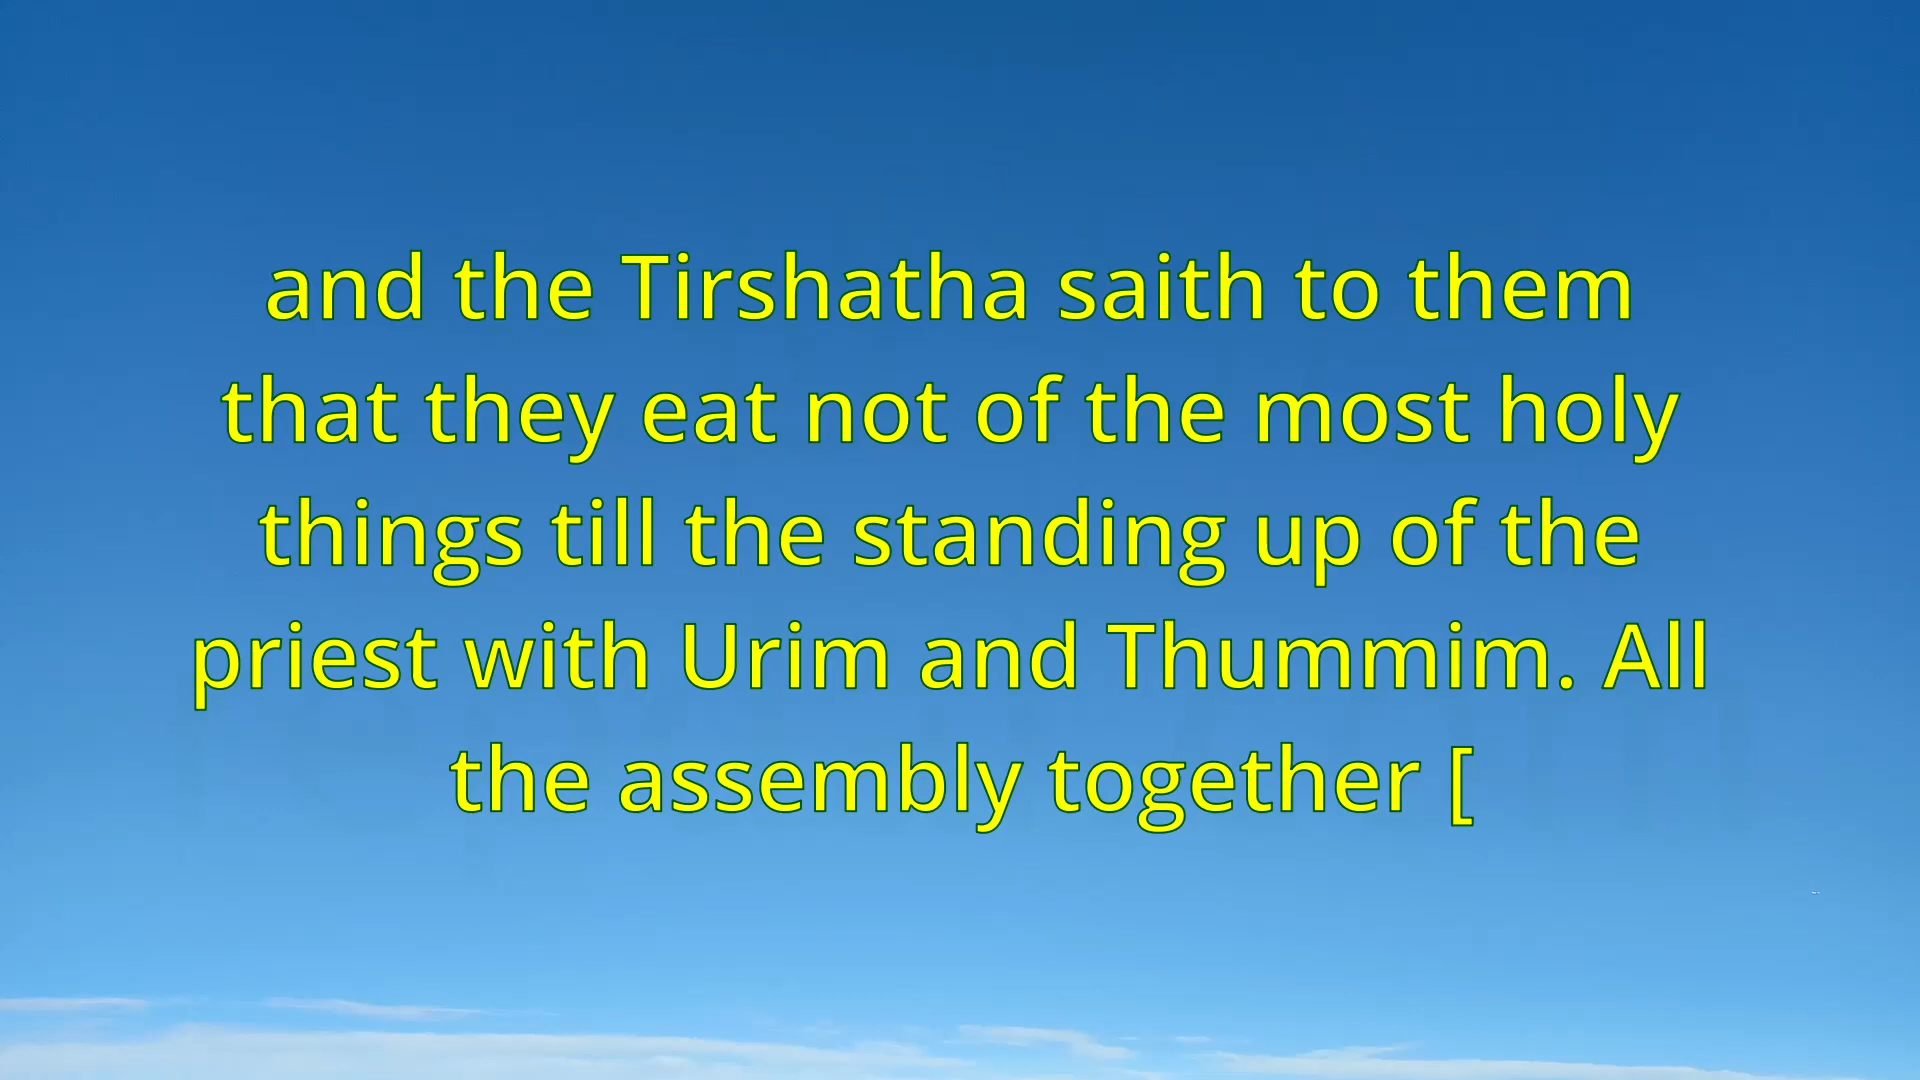 and the Tirshatha saith to them
that they eat not of the most holy
things till the standing up of the
priest with Urim and Thummim. All
the assembly together [